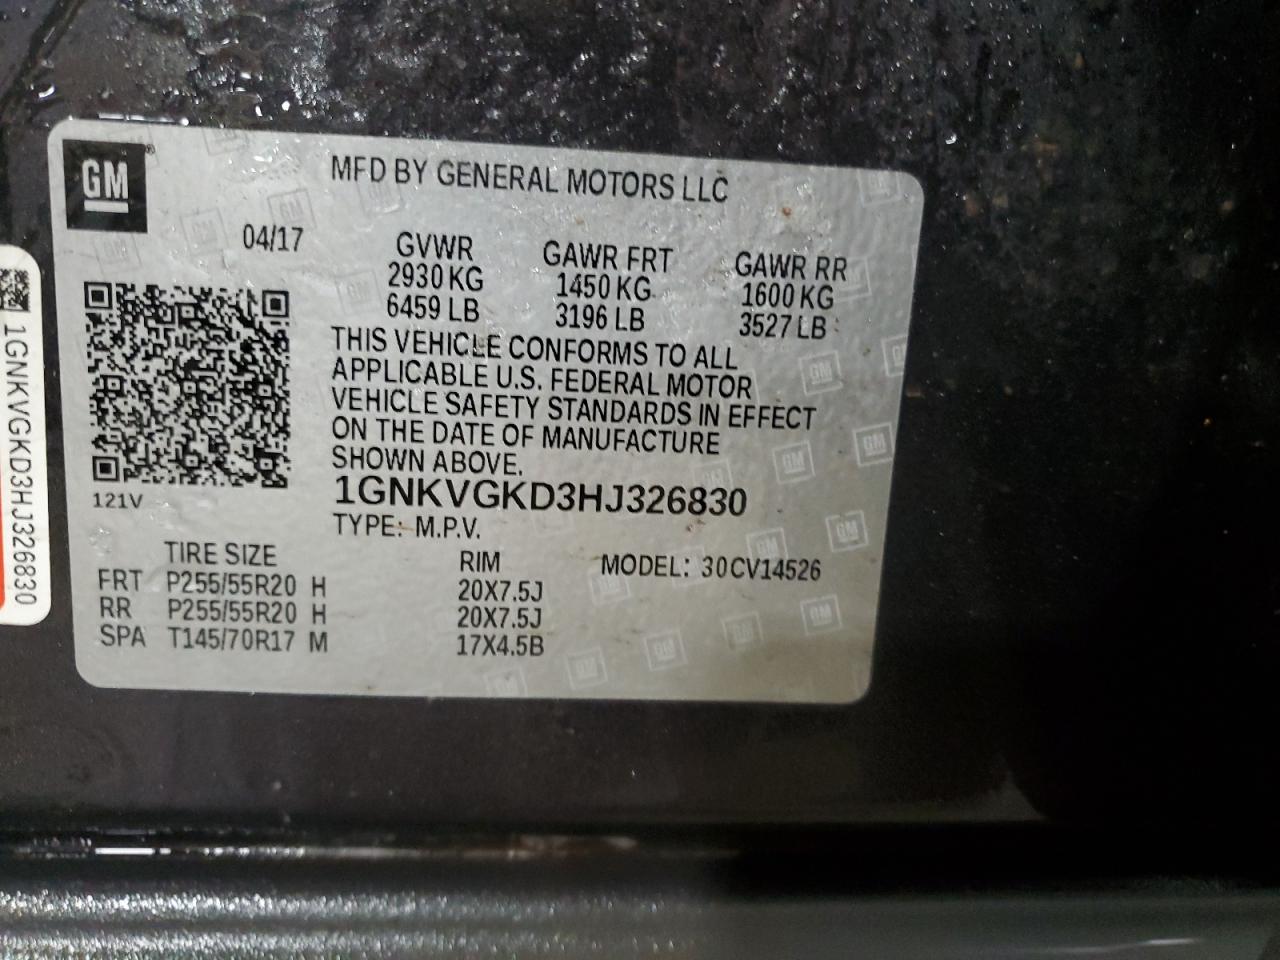 GM
MFD BY GENERAL MOTORS LLC
04/17
GVWR GAWR FRT GAWR RR
2930 KG 1450 KG 1600 KG
6459 LB 3196 LB 3527 LB
THIS VEHICLE CONFORMS TO ALL
APPLICABLE U.S. FEDERAL MOTOR
VEHICLE SAFETY STANDARDS IN EFFECT
ON THE DATE OF MANUFACTURE
SHOWN ABOVE.
121V
1GNKVGKD3HJ326830
TYPE: M.P.V.
TIRE SIZE RIM MODEL: 30CV14526
FRT P255/55R20 H 20X7.5J
RR P255/55R20 H 20X7.5J
SPA T145/70R17 M 17X4.5B
1GNKVGKD3HJ326830